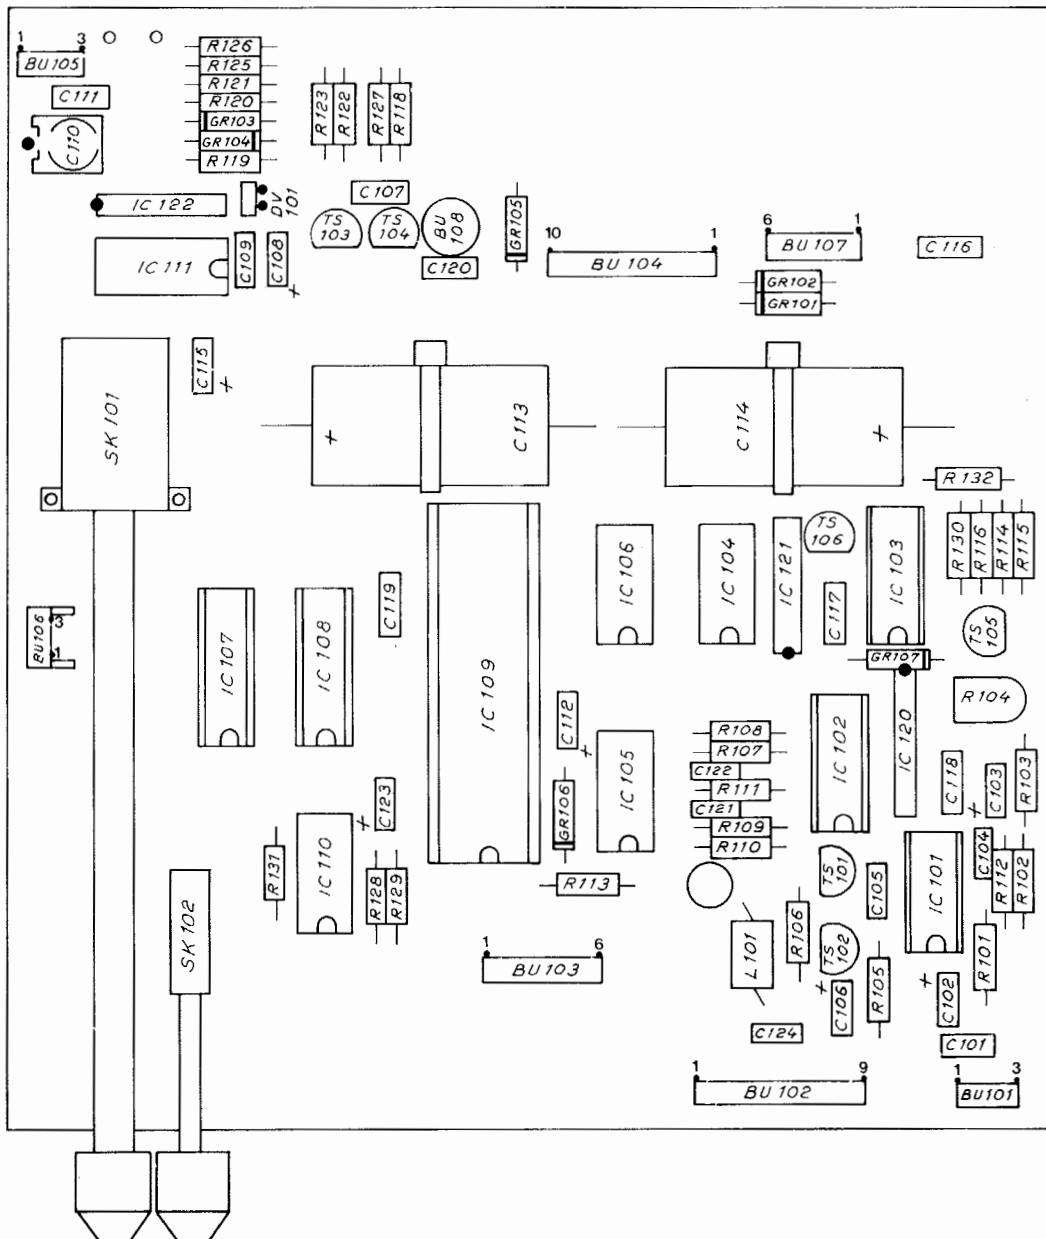 1 3
BU105
C111
C110
R126
R125
R121
R120
GR103
GR104
R119
R123
R122
R127
R118
IC122
DV
101
C107
TS
103
TS
104
BU
108
GR105
C120
IC111
C109
C108
+
10 1
BU104
6 1
BU107
C116
GR102
GR101
SK101
C115
+
+
C113
C114
+
R132
R130
R116
R114
R115
TS
106
IC106
IC104
IC121
IC103
C117
TS
105
BU106
3
1
IC107
IC108
C119
IC109
GR107
R104
C112
+
IC105
R108
R107
C122
R111
C121
R109
R110
IC102
IC120
C118
C103
+
R103
GR106
C123
+
R131
IC110
R128
R129
R113
TS
101
C105
IC101
C104
R112
R102
SK102
1 6
BU103
L101
R106
TS
102
+
C106
R105
+
C102
R101
C124
C101
1 9
BU102
1 3
BU101